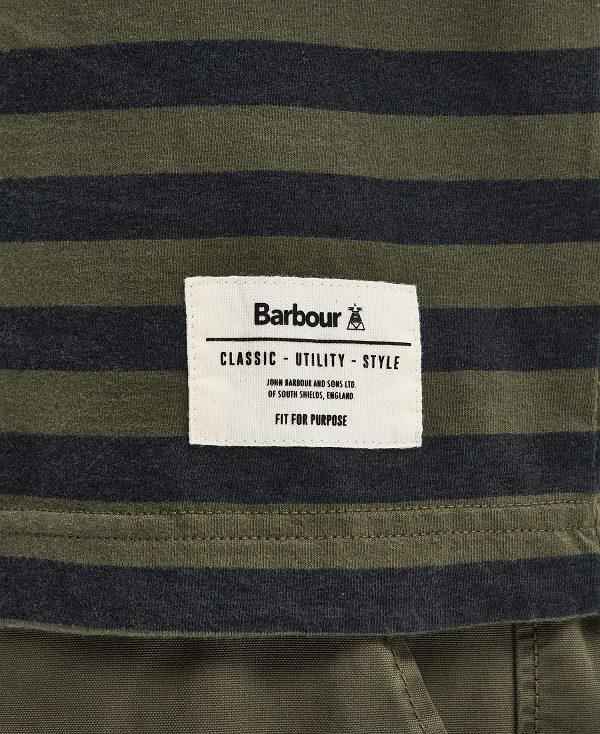 Barbour
CLASSIC - UTILITY - STYLE
JOHN BARBOUR AND SONS LTD.
OF SOUTH SHIELDS, ENGLAND
FIT FOR PURPOSE